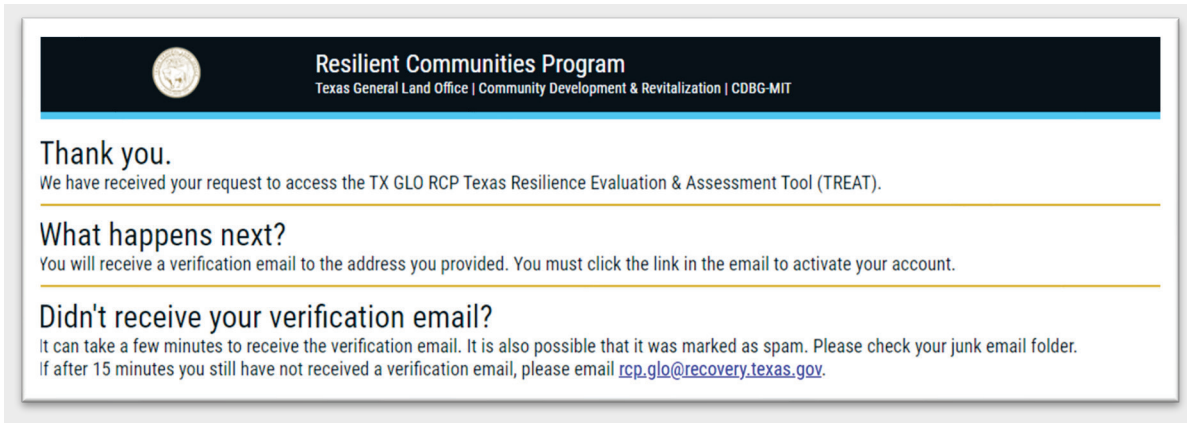 Resilient Communities Program
Texas General Land Office | Community Development & Revitalization | CDBG-MIT
Thank you.
We have received your request to access the TX GLO RCP Texas Resilience Evaluation & Assessment Tool (TREAT).
What happens next?
You will receive a verification email to the address you provided. You must click the link in the email to activate your account.
Didn't receive your verification email?
It can take a few minutes to receive the verification email. It is also possible that it was marked as spam. Please check your junk email folder.
If after 15 minutes you still have not received a verification email, please email rcp.glo@recovery.texas.gov.